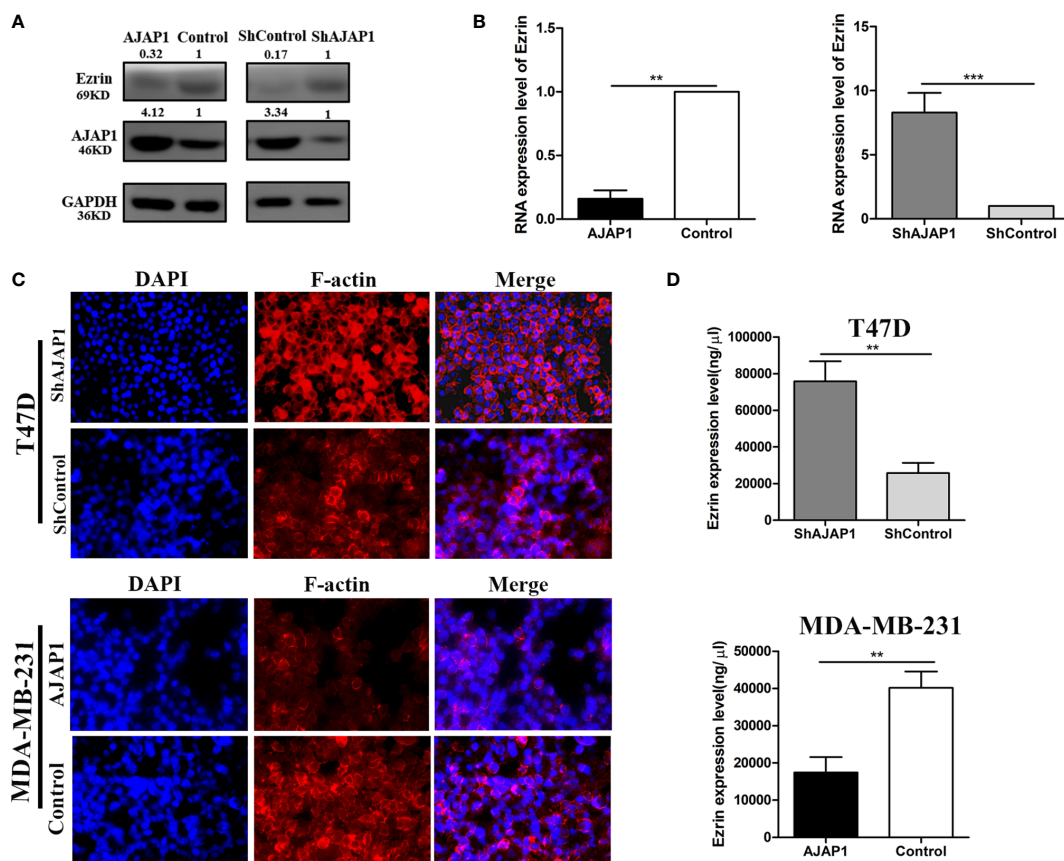 A
AJAP1 Control ShControl ShAJAP1
0.32 1 0.17 1
Ezrin
69KD
4.12 1 3.34 1
AJAP1
46KD
GAPDH
36KD
B
RNA expression level of Ezrin
1.0
0.5
0.0
**
AJAP1 Control
RNA expression level of Ezrin
15
10
5
0
***
ShAJAP1 ShControl
C
DAPI F-actin Merge
T47D
ShAJAP1
ShControl
DAPI F-actin Merge
MDA-MB-231
AJAP1
Control
D
T47D
Ezrin expression level(ng/ μl)
100000
80000
60000
40000
20000
0
**
ShAJAP1 ShControl
MDA-MB-231
Ezrin expression level(ng/ μl)
50000
40000
30000
20000
10000
0
**
AJAP1 Control